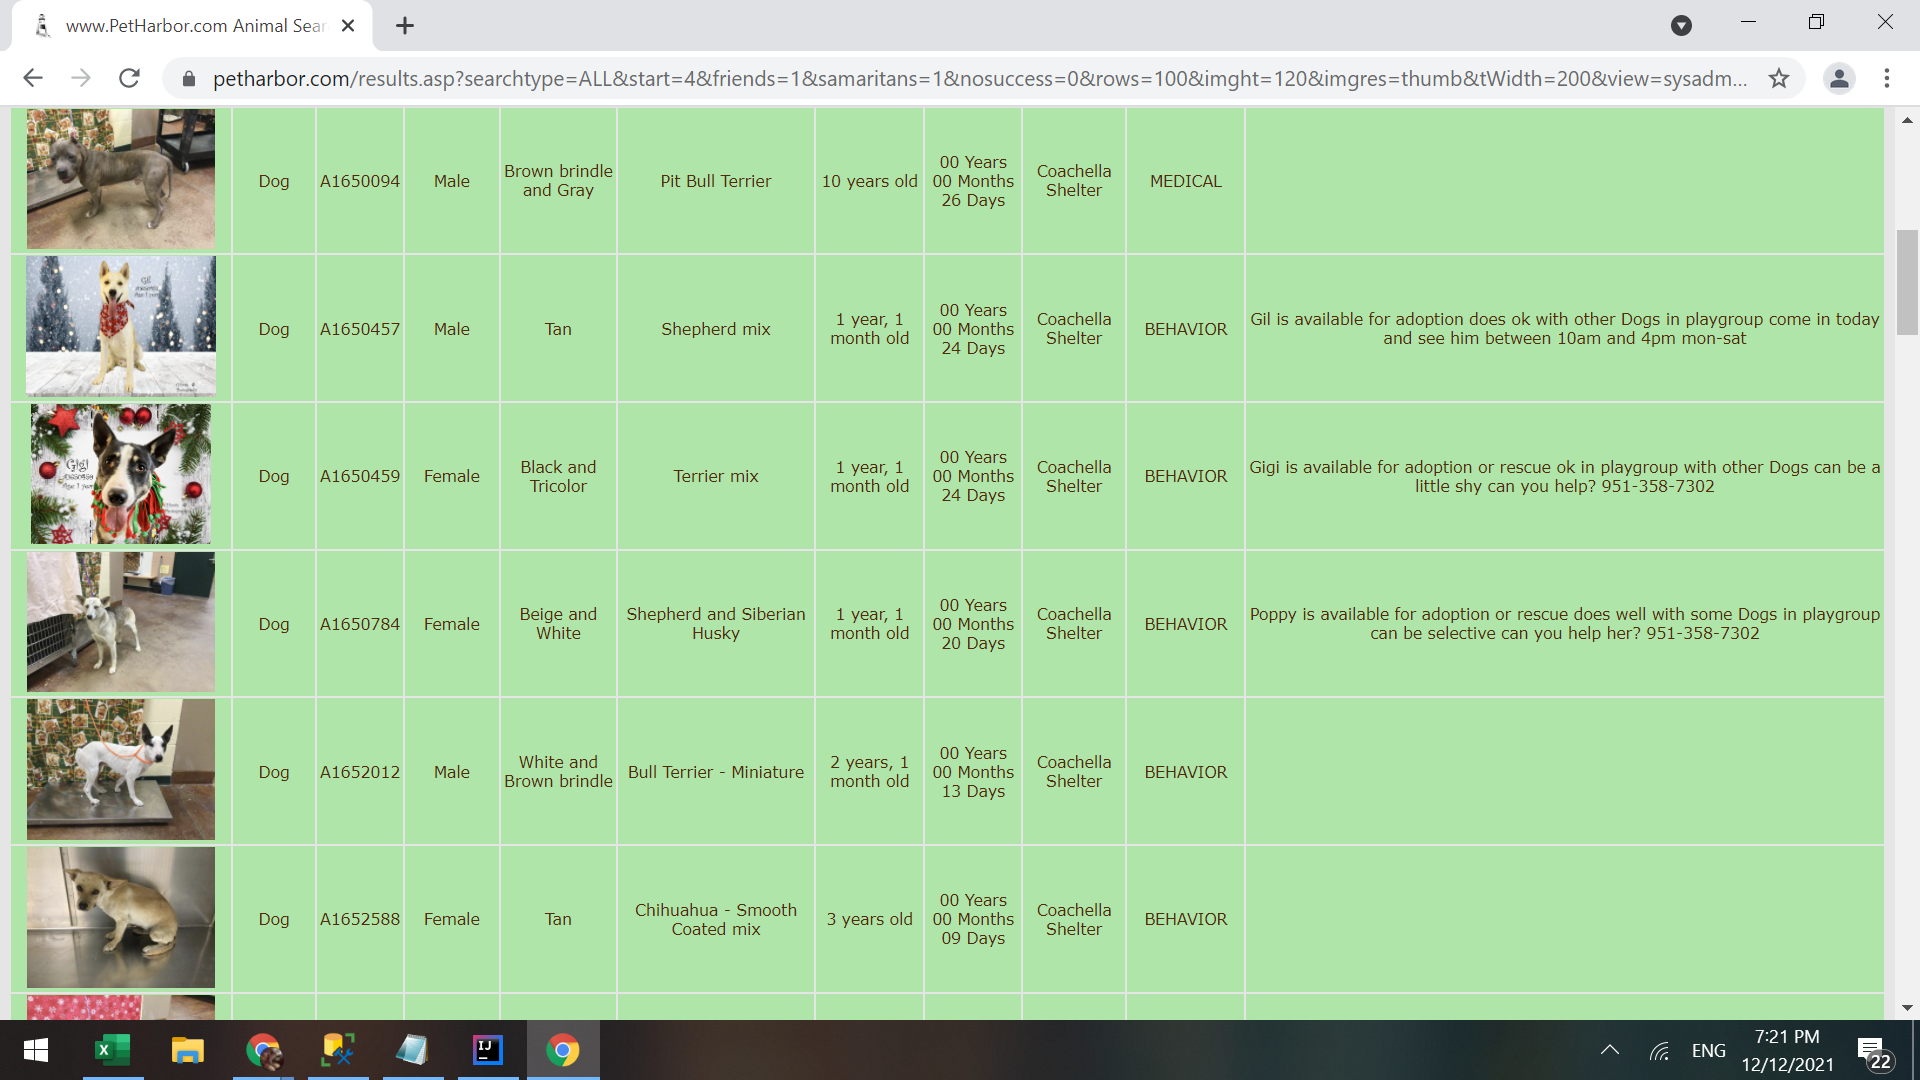 www.PetHarbor.com Animal Sear
petharbor.com/results.asp?searchtype=ALL&start=4&friends=1&samaritans=1&nosuccess=0&rows=100&imght=120&imgres=thumb&tWidth=200&view=sysadm...
Dog
A1650094
Male
Brown brindle
and Gray
Pit Bull Terrier
10 years old
00 Years
00 Months
26 Days
Coachella
Shelter
MEDICAL
Gil
Dog
A1650457
Male
Tan
Shepherd mix
1 year, 1
month old
00 Years
00 Months
24 Days
Coachella
Shelter
BEHAVIOR
Gil is available for adoption does ok with other Dogs in playgroup come in today
and see him between 10am and 4pm mon-sat
Gigi
Age 1 year
Dog
A1650459
Female
Black and
Tricolor
Terrier mix
1 year, 1
month old
00 Years
00 Months
24 Days
Coachella
Shelter
BEHAVIOR
Gigi is available for adoption or rescue ok in playgroup with other Dogs can be a
little shy can you help? 951-358-7302
Dog
A1650784
Female
Beige and
White
Shepherd and Siberian
Husky
1 year, 1
month old
00 Years
00 Months
20 Days
Coachella
Shelter
BEHAVIOR
Poppy is available for adoption or rescue does well with some Dogs in playgroup
can be selective can you help her? 951-358-7302
Dog
A1652012
Male
White and
Brown brindle
Bull Terrier - Miniature
2 years, 1
month old
00 Years
00 Months
13 Days
Coachella
Shelter
BEHAVIOR
Dog
A1652588
Female
Tan
Chihuahua - Smooth
Coated mix
3 years old
00 Years
00 Months
09 Days
Coachella
Shelter
BEHAVIOR
X
IJ
ENG
7:21 PM
12/12/2021
22